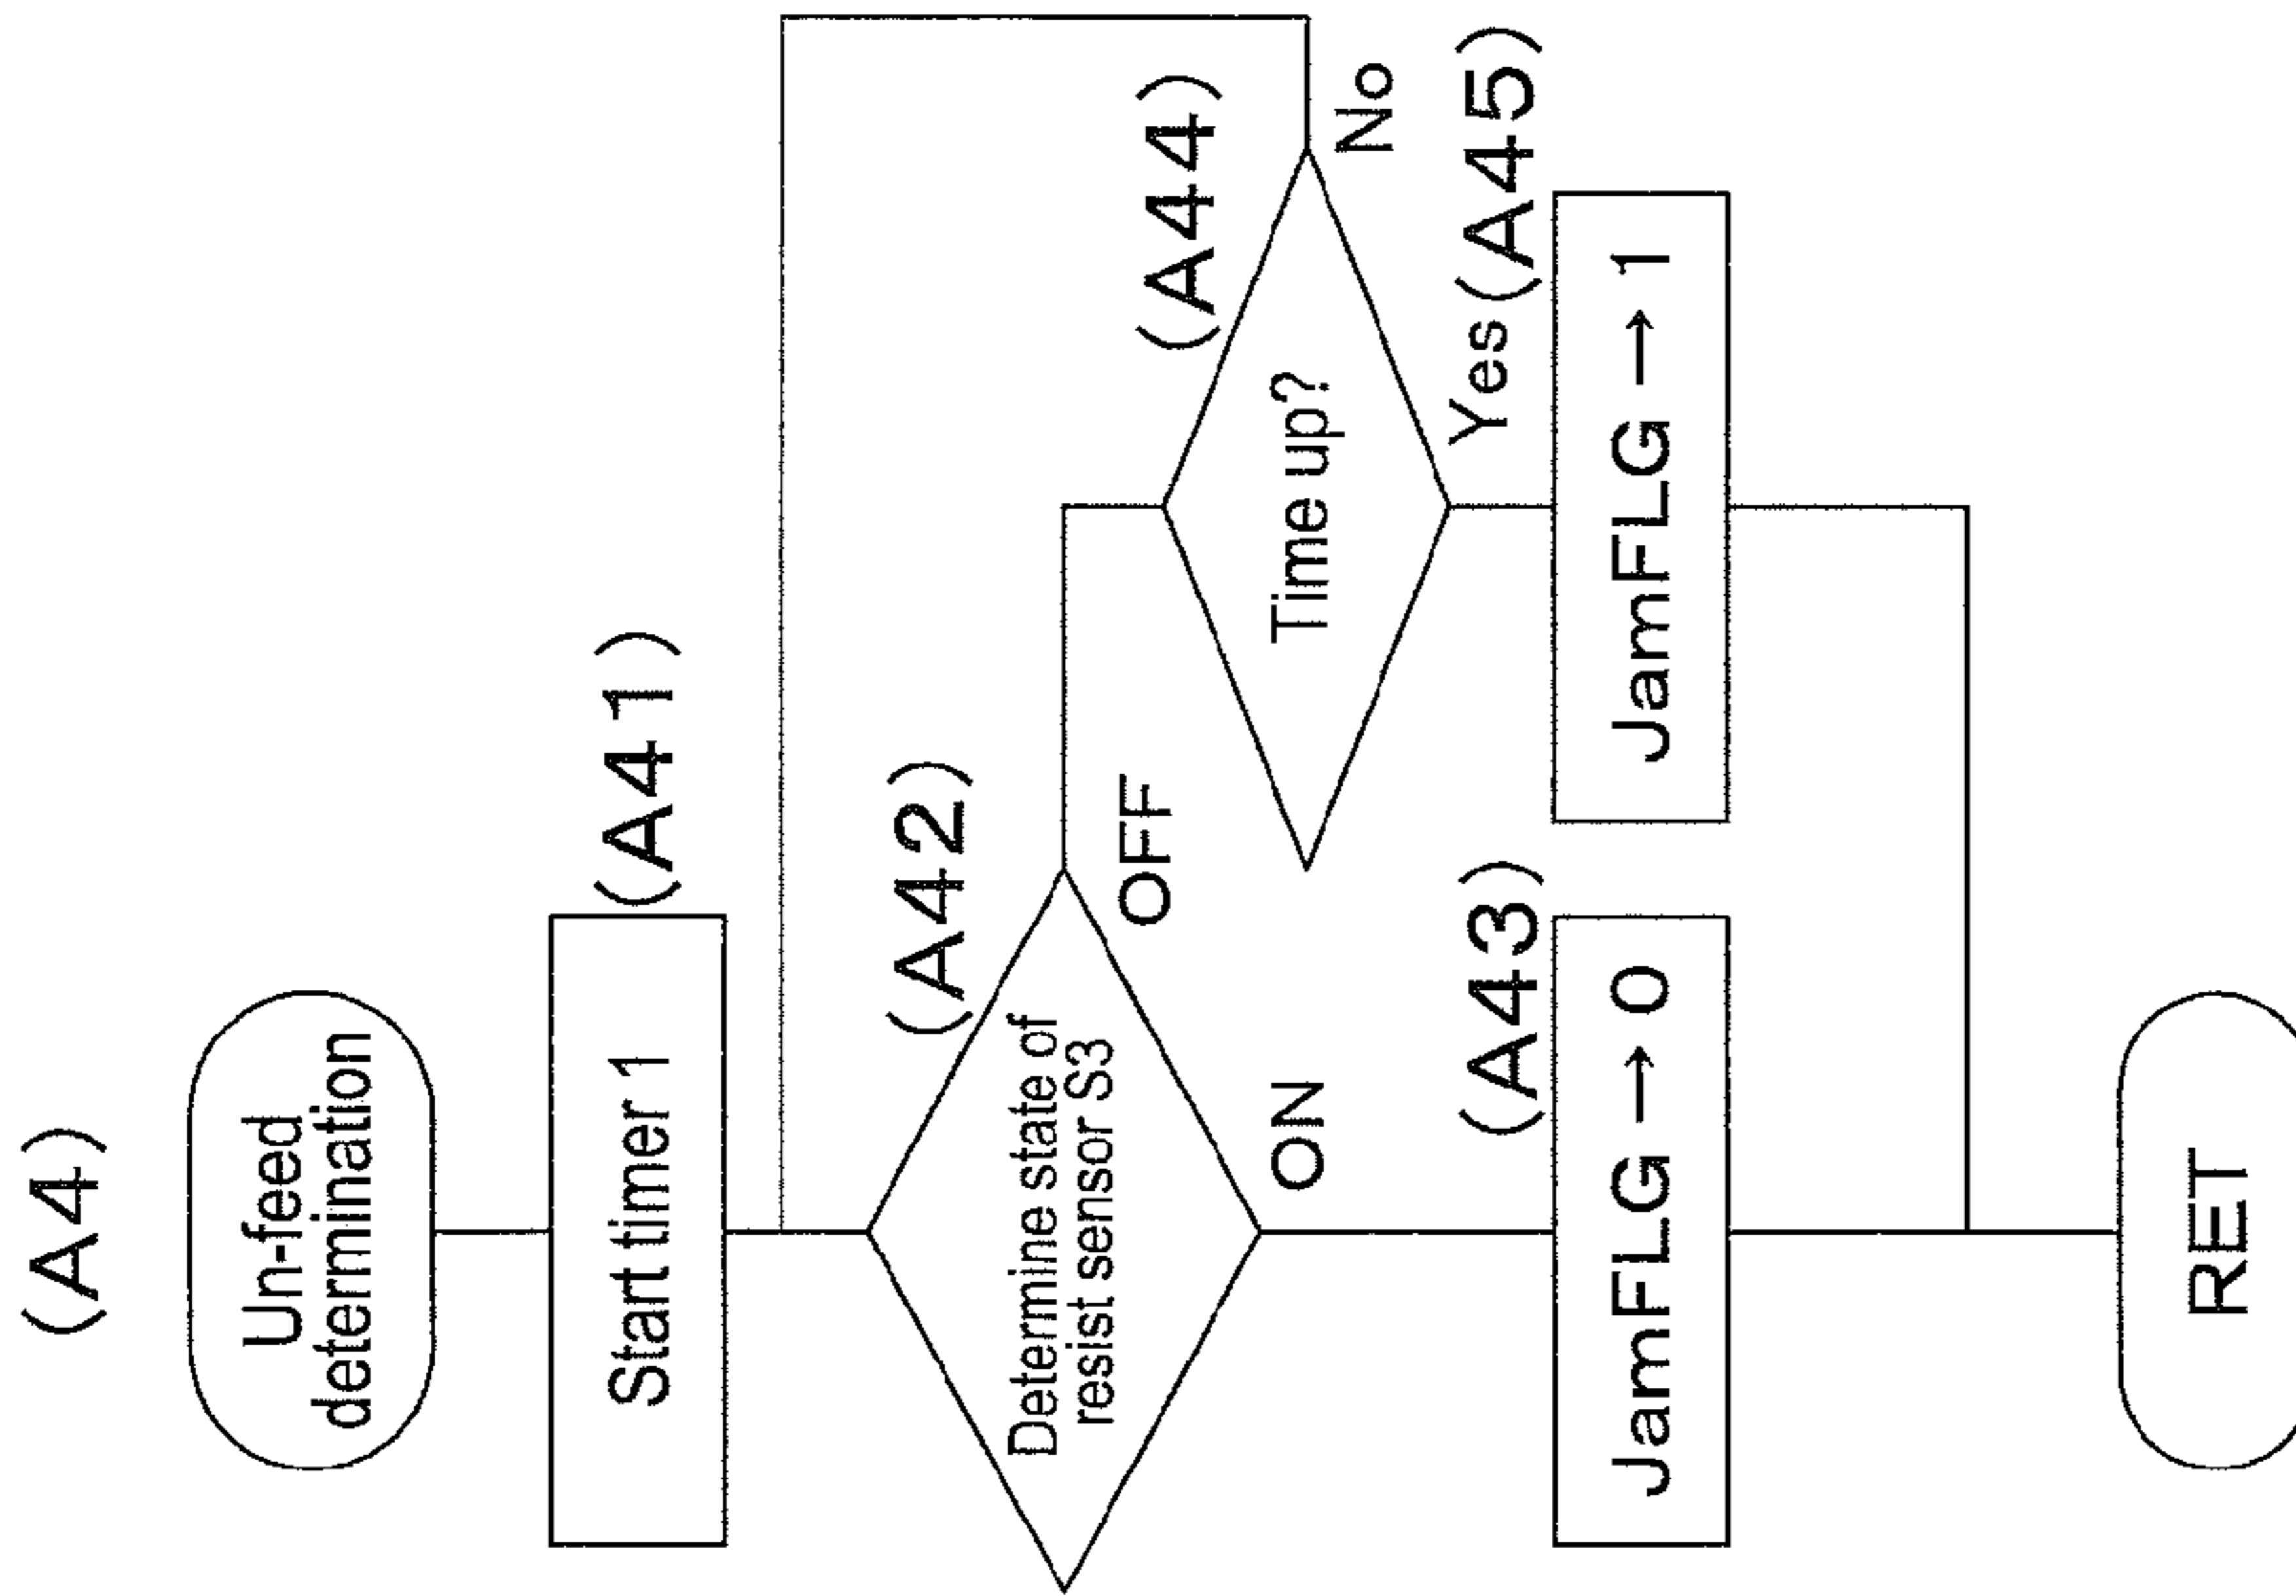 (A4)
Un-feed
determination
(A41)
Start timer 1
(A42)
Determine state of
resist sensor S3
OFF
ON
(A44)
Time up?
No
Yes (A45)
(A43)
JamFLG → 0
JamFLG → 1
RET